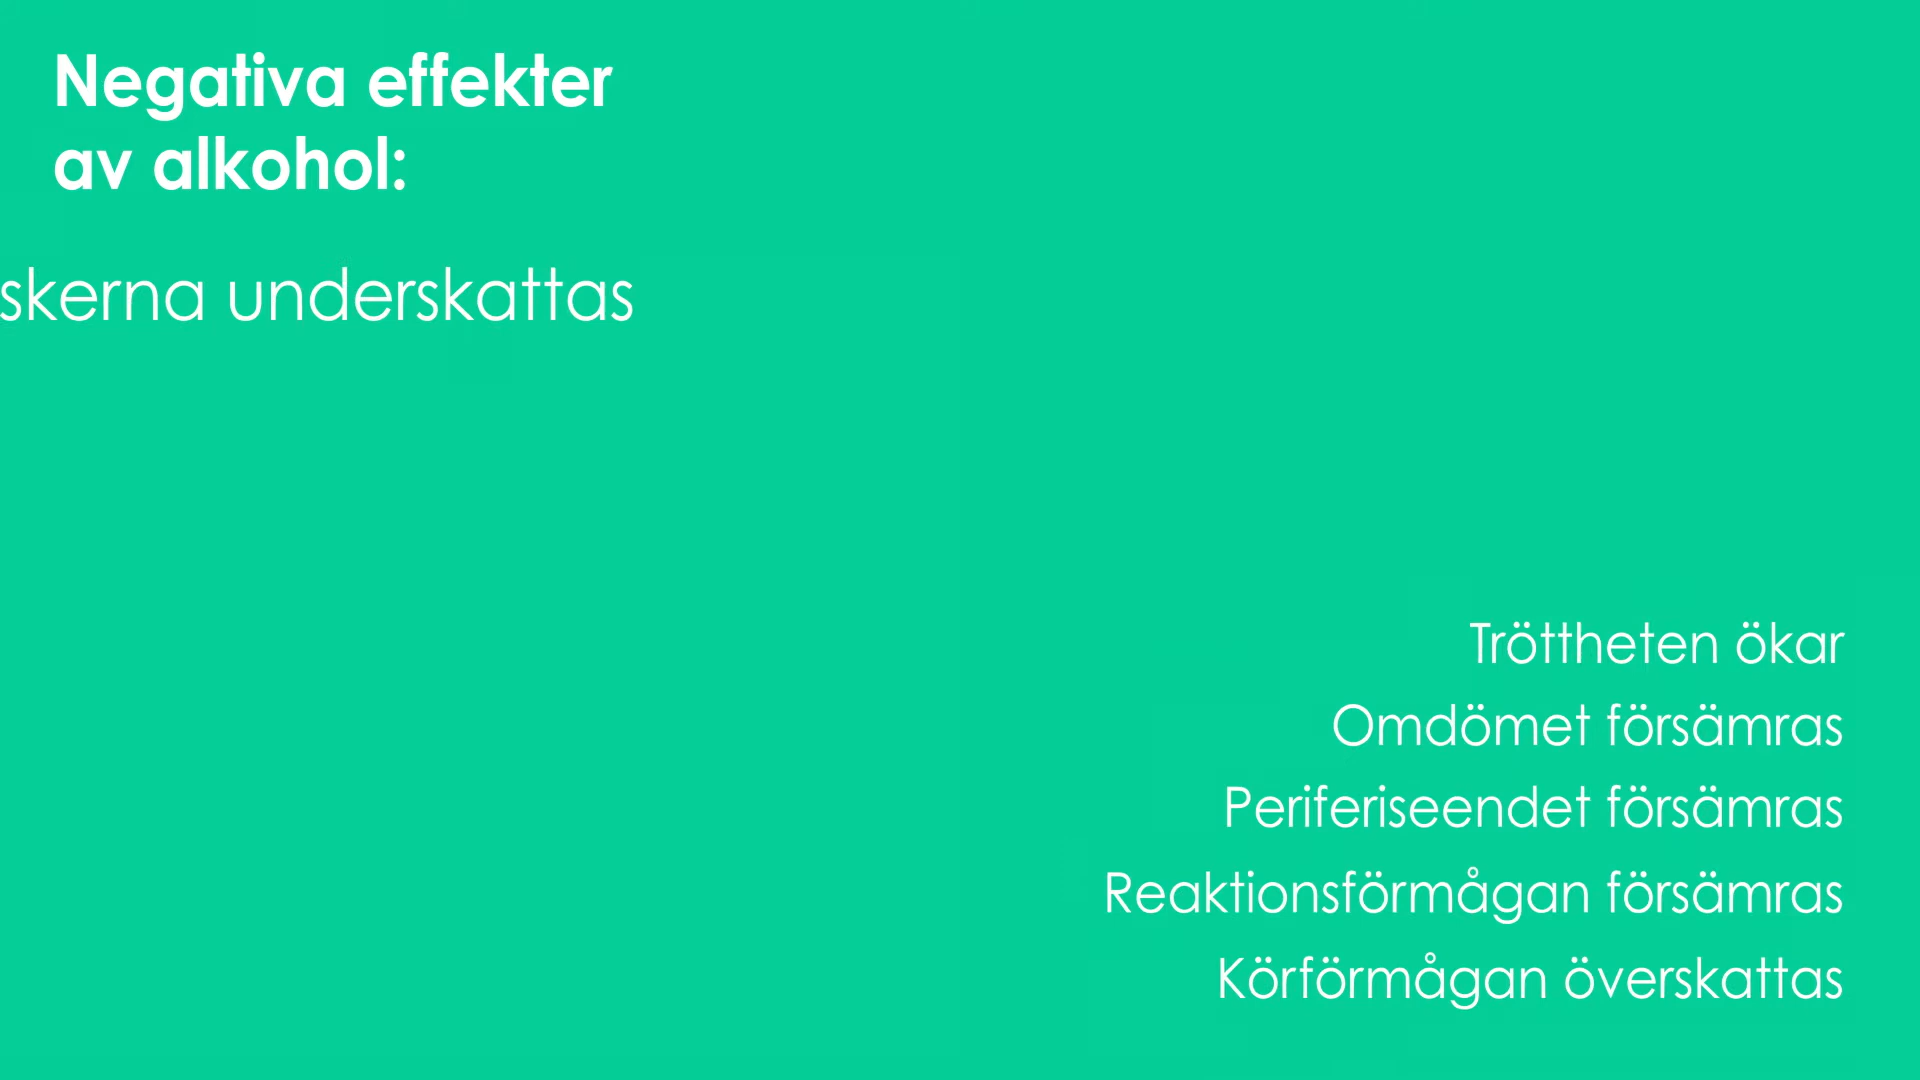 Negativa effekter
av alkohol:
skerna underskattas
Tröttheten ökar
Omdömet försämras
Periferiseendet försämras
Reaktionsförmågan försämras
Körförmågan överskattas